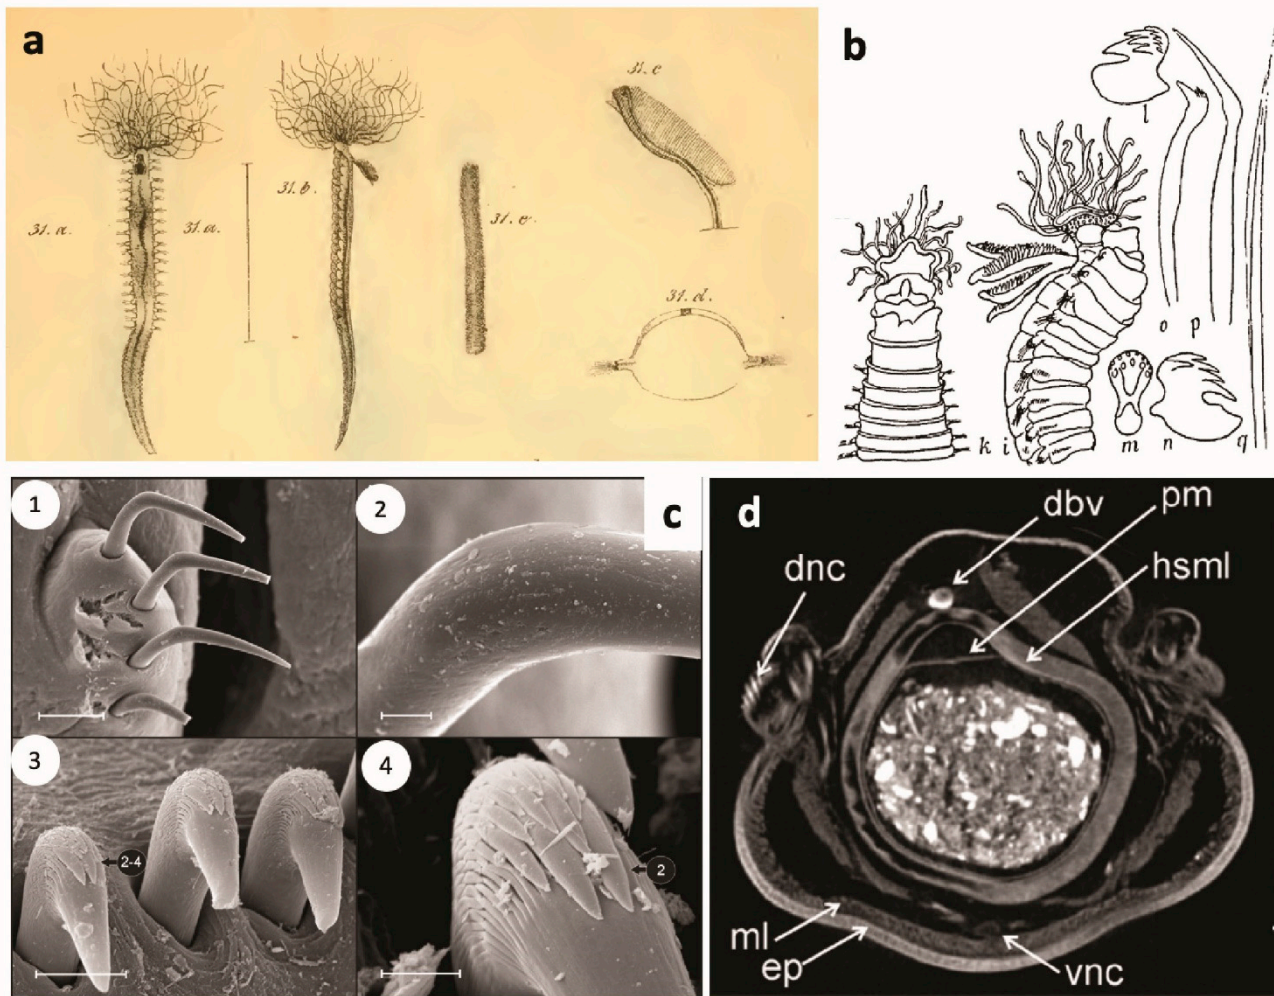 a
31. c
31. b.
31. e.
31. a.
31. a.
31. d.
b
l
o
p
k
i
m
n
q
1
2
c
3
4
2-4
2
d
dbv
pm
dnc
hsml
ml
ep
vnc